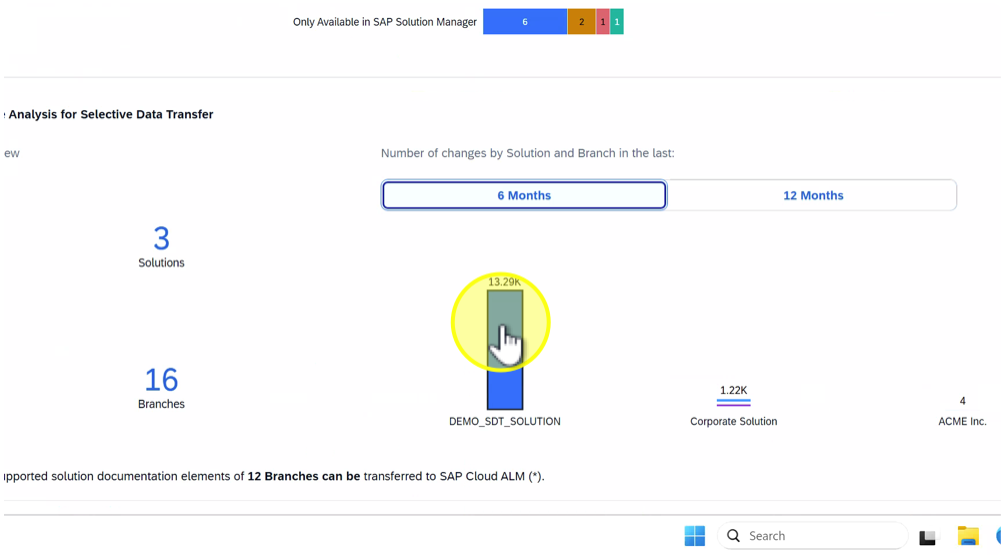 Only Available in SAP Solution Manager 6 2 1 1
Analysis for Selective Data Transfer
ew
Number of changes by Solution and Branch in the last:
6 Months 12 Months
3
Solutions
13.29K
16
Branches
1.22K
4
DEMO_SDT_SOLUTION Corporate Solution ACME Inc.
upported solution documentation elements of 12 Branches can be transferred to SAP Cloud ALM (*).
Search